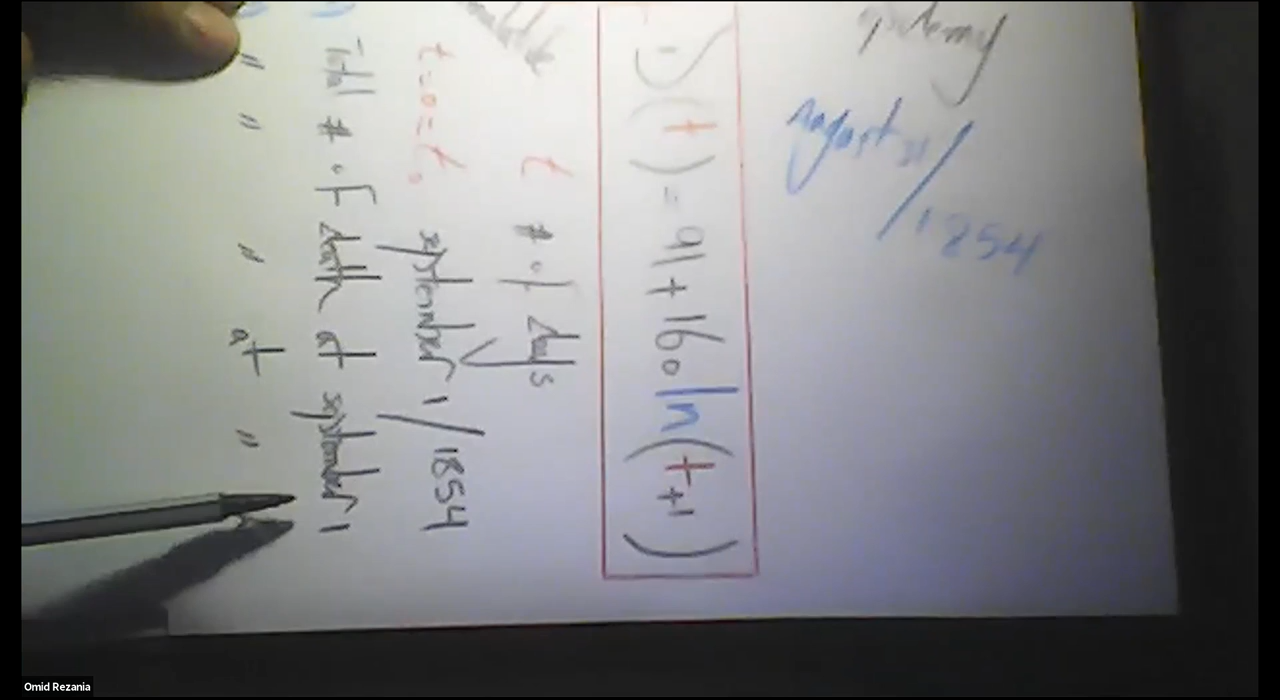 August 31/1854
S(t) = 91 + 160 ln(t+1)
t # of days
t=0=t₀ september 1/1854
Total # of death at september 1
" " " at "
Omid Rezania